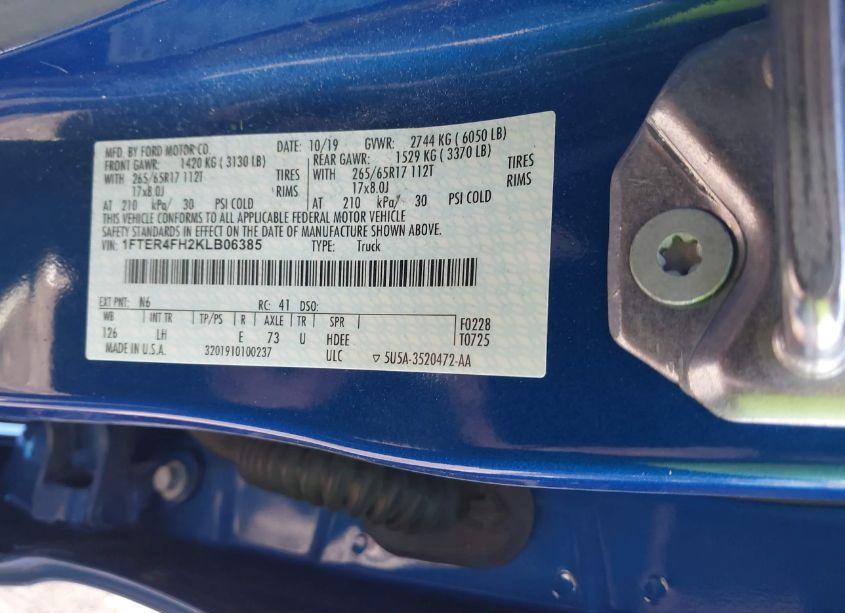 MFD. BY FORD MOTOR CO. DATE: 10/19 GVWR: 2744 KG ( 6050 LB)
FRONT GAWR: 1420 KG ( 3130 LB) REAR GAWR: 1529 KG ( 3370 LB)
WITH 265/65R17 112T TIRES WITH 265/65R17 112T TIRES
17x8.0J RIMS 17x8.0J RIMS
AT 210 kPa/ 30 PSI COLD AT 210 kPa/ 30 PSI COLD
THIS VEHICLE CONFORMS TO ALL APPLICABLE FEDERAL MOTOR VEHICLE
SAFETY STANDARDS IN EFFECT ON THE DATE OF MANUFACTURE SHOWN ABOVE.
VIN: 1FTER4FH2KLB06385 TYPE: Truck
EXT PNT: N6 RC: 41 DSO:
WB INT TR TP/PS R AXLE TR SPR F0228
126 LH E 73 U HDEE T0725
MADE IN U.S.A. 3201910100237 ULC ▽ 5U5A-3520472-AA